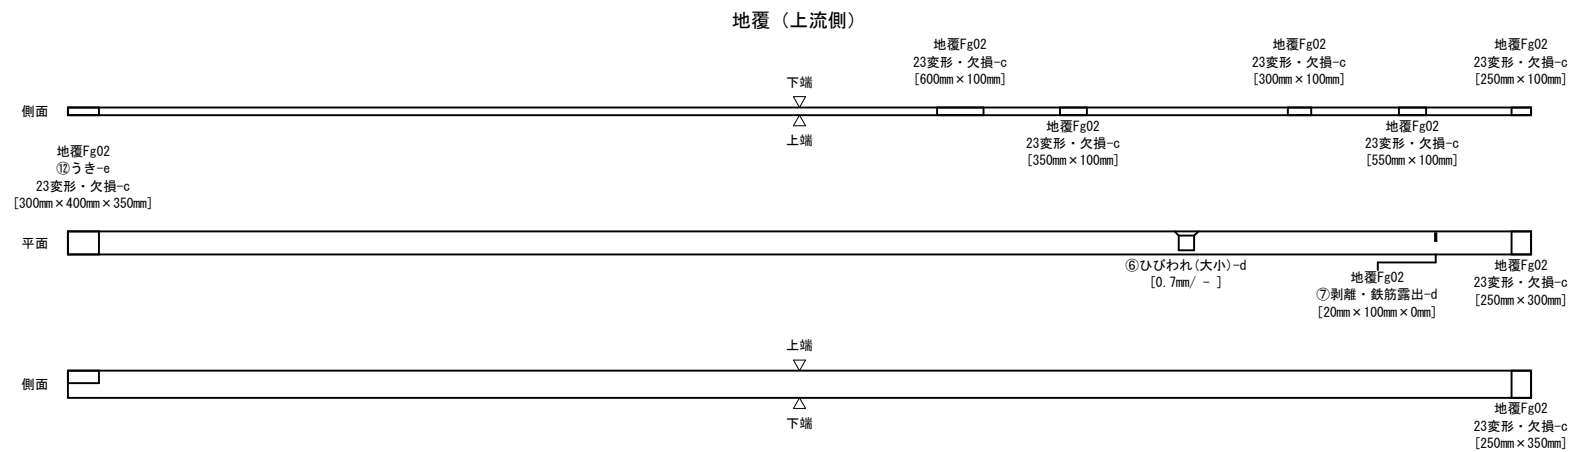 地覆（上流側）
地覆Fg02
23変形・欠損-c
[600mm×100mm]
地覆Fg02
23変形・欠損-c
[300mm×100mm]
地覆Fg02
23変形・欠損-c
[250mm×100mm]
下端
側面
上端
地覆Fg02
23変形・欠損-c
[350mm×100mm]
地覆Fg02
23変形・欠損-c
[550mm×100mm]
地覆Fg02
⑫うき-e
23変形・欠損-c
[300mm×400mm×350mm]
平面
⑥ひびわれ(大小)-d
[0.7mm/ - ]
地覆Fg02
⑦剥離・鉄筋露出-d
[20mm×100mm×0mm]
地覆Fg02
23変形・欠損-c
[250mm×300mm]
上端
側面
下端
地覆Fg02
23変形・欠損-c
[250mm×350mm]